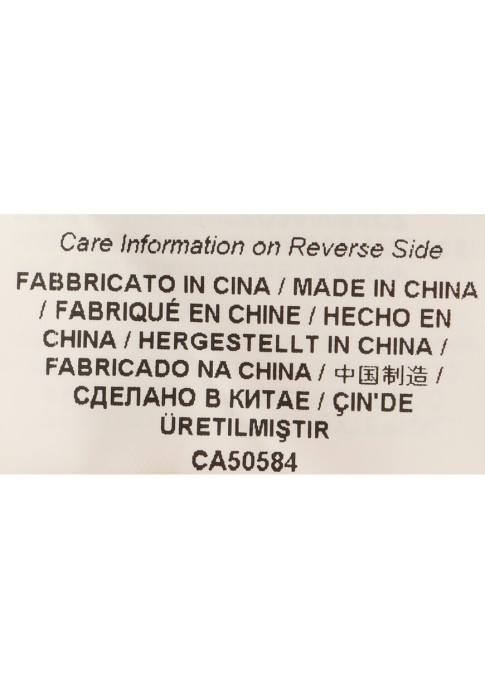 Care Information on Reverse Side
FABBRICATO IN CINA / MADE IN CHINA
/ FABRIQUÉ EN CHINE / HECHO EN
CHINA / HERGESTELLT IN CHINA /
FABRICADO NA CHINA / 中国制造 /
СДЕЛАНО В КИТАЕ / ÇIN'DE
ÜRETILMIŞTIR
CA50584